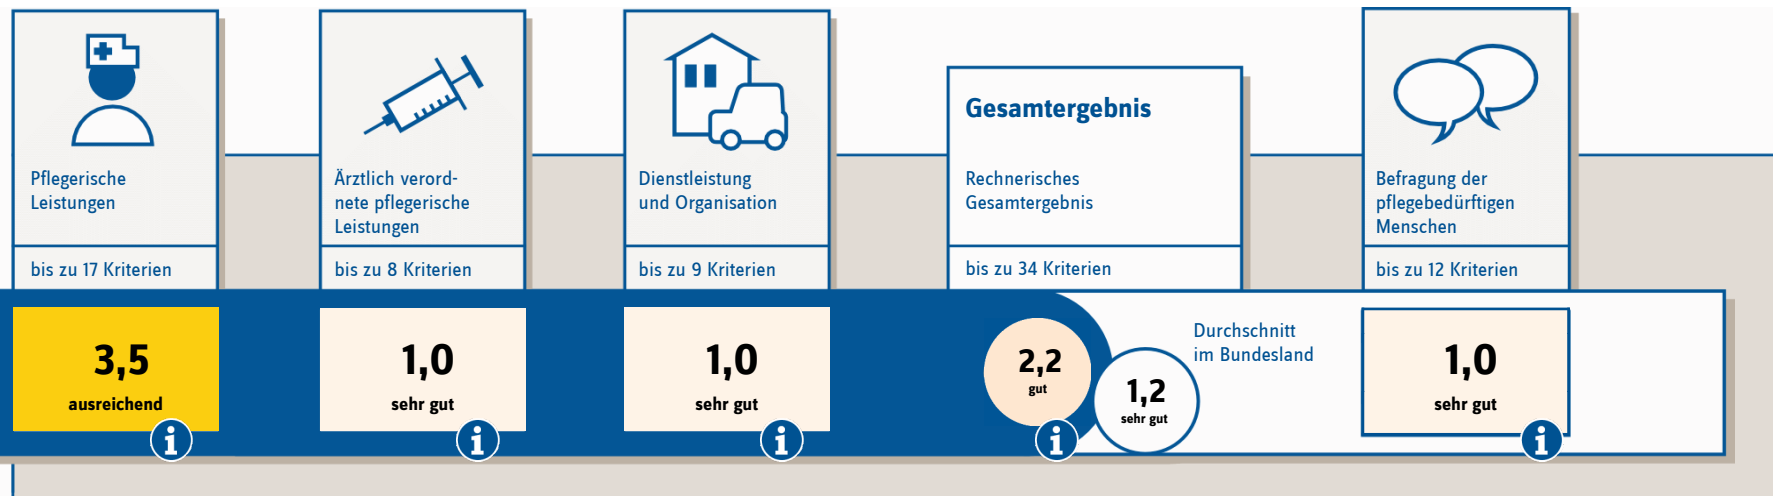 Pflegerische
Leistungen
bis zu 17 Kriterien
3,5
ausreichend
i
Ärztlich verord-
nete pflegerische
Leistungen
bis zu 8 Kriterien
1,0
sehr gut
i
Dienstleistung
und Organisation
bis zu 9 Kriterien
1,0
sehr gut
i
Gesamtergebnis
Rechnerisches
Gesamtergebnis
bis zu 34 Kriterien
2,2
gut
i
1,2
sehr gut
Durchschnitt
im Bundesland
Befragung der
pflegebedürftigen
Menschen
bis zu 12 Kriterien
1,0
sehr gut
i